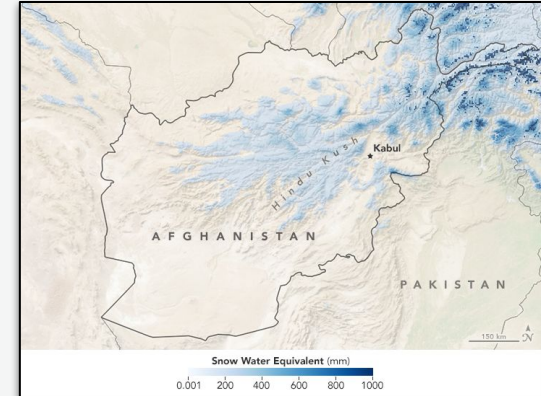 Kabul
Hindu Kush
AFGHANISTAN
PAKISTAN
150 km
N
Snow Water Equivalent (mm)
0.001 200 400 600 800 1000